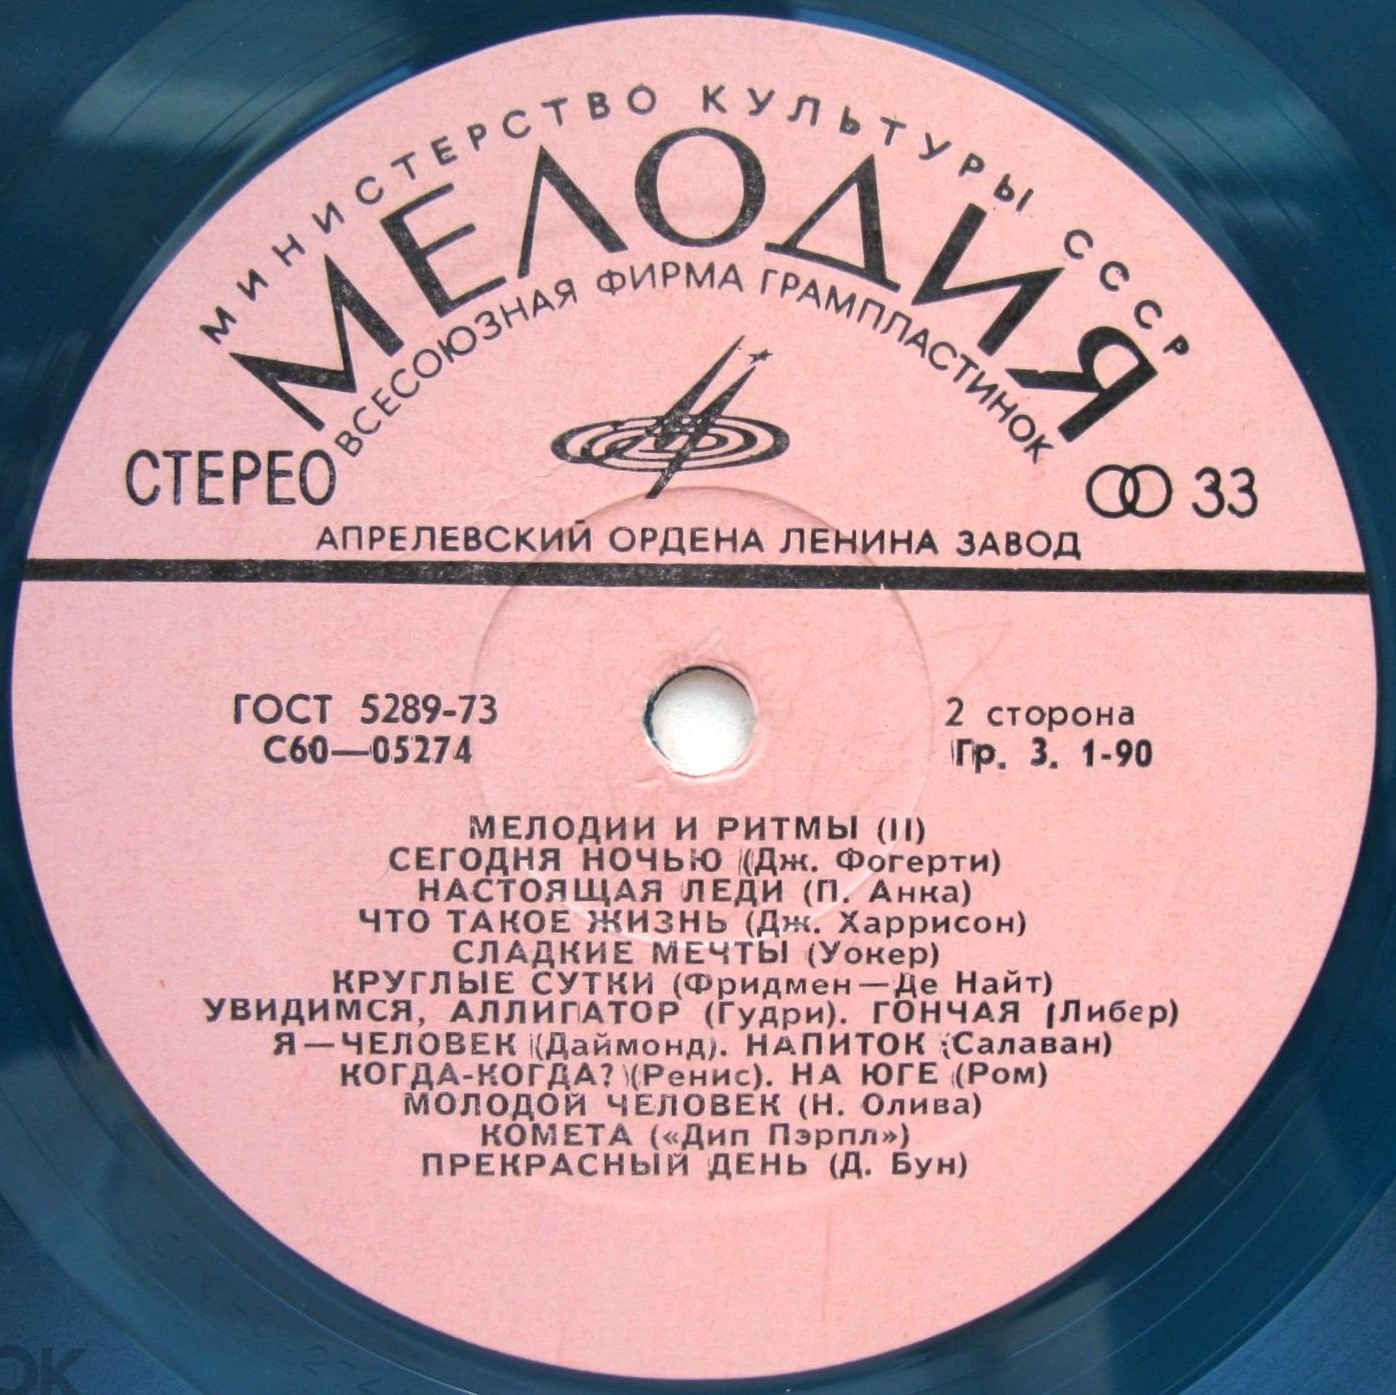 МИНИСТЕРСТВО КУЛЬТУРЫ СССР
МЕЛОДИЯ
ВСЕСОЮЗНАЯ ФИРМА ГРАМПЛАСТИНОК
СТЕРЕО
33
АПРЕЛЕВСКИЙ ОРДЕНА ЛЕНИНА ЗАВОД
ГОСТ 5289-73
С60—05274
2 сторона
Гр. 3. 1-90
МЕЛОДИИ И РИТМЫ (II)
СЕГОДНЯ НОЧЬЮ (Дж. Фогерти)
НАСТОЯЩАЯ ЛЕДИ (П. Анка)
ЧТО ТАКОЕ ЖИЗНЬ (Дж. Харрисон)
СЛАДКИЕ МЕЧТЫ (Уокер)
КРУГЛЫЕ СУТКИ (Фридмен—Де Найт)
УВИДИМСЯ, АЛЛИГАТОР (Гудри). ГОНЧАЯ (Либер)
Я—ЧЕЛОВЕК (Даймонд). НАПИТОК (Салаван)
КОГДА-КОГДА? (Ренис). НА ЮГЕ (Ром)
МОЛОДОЙ ЧЕЛОВЕК (Н. Олива)
КОМЕТА («Дип Пэрпл»)
ПРЕКРАСНЫЙ ДЕНЬ (Д. Бун)